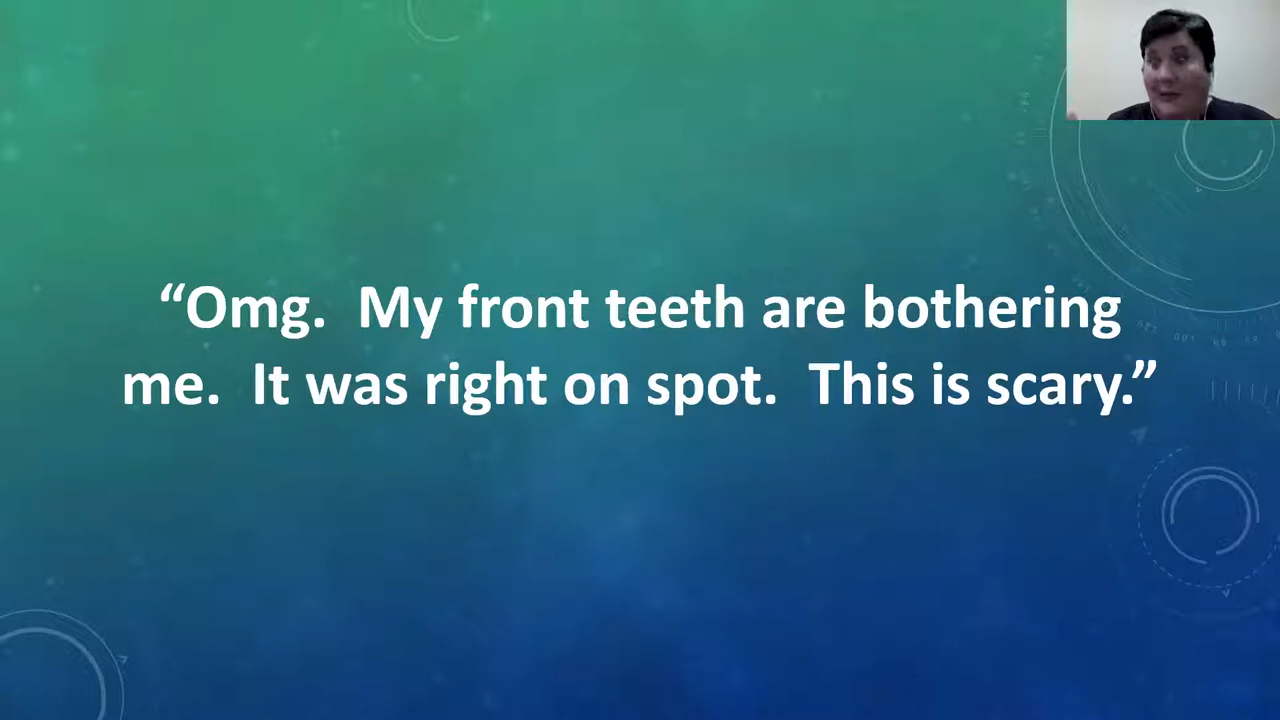 “Omg.  My front teeth are bothering
me.  It was right on spot.  This is scary.”